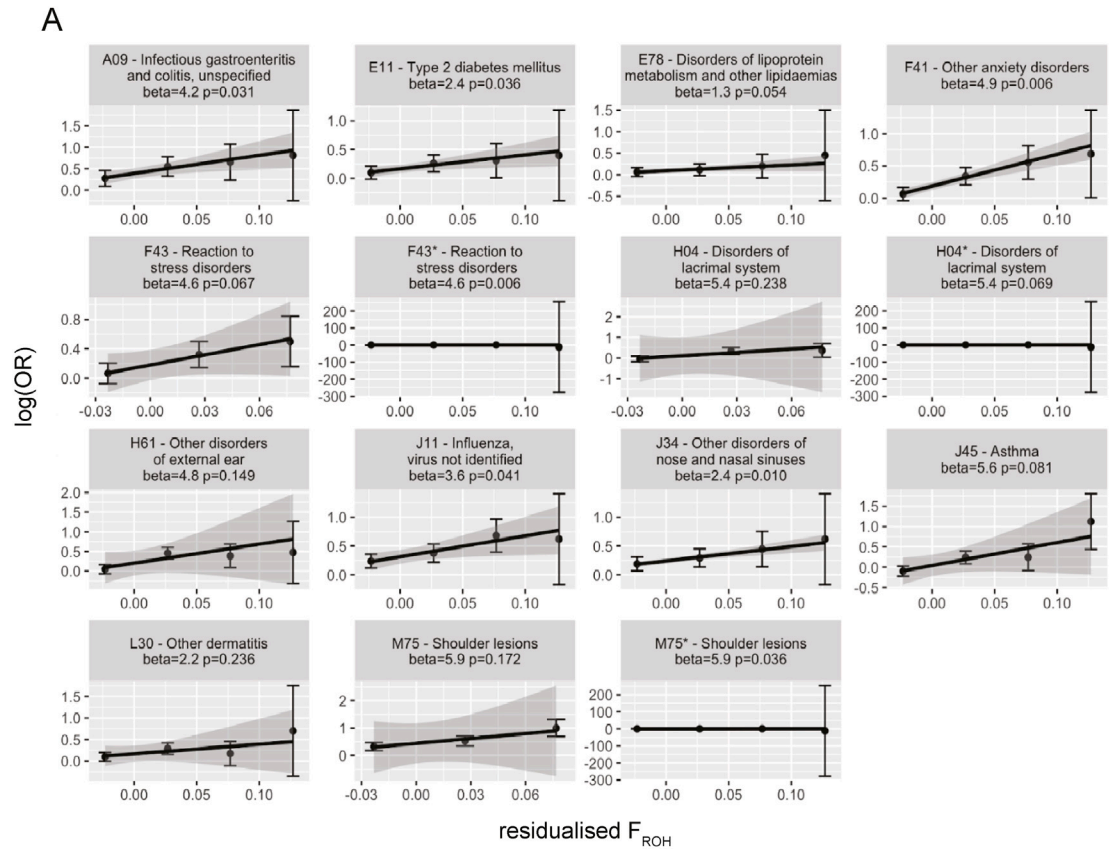 A
A09 - Infectious gastroenteritis
and colitis, unspecified
beta=4.2 p=0.031
1.5
1.0
0.5
0.0
0.00
0.05
0.10
E11 - Type 2 diabetes mellitus
beta=2.4 p=0.036
1.0
0.5
0.0
0.00
0.05
0.10
E78 - Disorders of lipoprotein
metabolism and other lipidaemias
beta=1.3 p=0.054
1.5
1.0
0.5
0.0
-0.5
0.00
0.05
0.10
F41 - Other anxiety disorders
beta=4.9 p=0.006
1.0
0.5
0.0
0.00
0.05
0.10
F43 - Reaction to
stress disorders
beta=4.6 p=0.067
0.8
0.4
0.0
-0.03
0.00
0.03
0.06
F43* - Reaction to
stress disorders
beta=4.6 p=0.006
200
100
0
-100
-200
-300
0.00
0.05
0.10
H04 - Disorders of
lacrimal system
beta=5.4 p=0.238
2
1
0
-1
-0.03
0.00
0.03
0.06
H04* - Disorders of
lacrimal system
beta=5.4 p=0.069
200
100
0
-100
-200
-300
0.00
0.05
0.10
log(OR)
H61 - Other disorders
of external ear
beta=4.8 p=0.149
2.0
1.5
1.0
0.5
0.0
0.00
0.05
0.10
J11 - Influenza,
virus not identified
beta=3.6 p=0.041
1.0
0.5
0.0
0.00
0.05
0.10
J34 - Other disorders of
nose and nasal sinuses
beta=2.4 p=0.010
1.0
0.5
0.0
0.00
0.05
0.10
J45 - Asthma
beta=5.6 p=0.081
1.5
1.0
0.5
0.0
-0.5
0.00
0.05
0.10
L30 - Other dermatitis
beta=2.2 p=0.236
1.5
1.0
0.5
0.0
0.00
0.05
0.10
M75 - Shoulder lesions
beta=5.9 p=0.172
2
1
0
-0.03
0.00
0.03
0.06
M75* - Shoulder lesions
beta=5.9 p=0.036
200
100
0
-100
-200
-300
0.00
0.05
0.10
residualised FROH